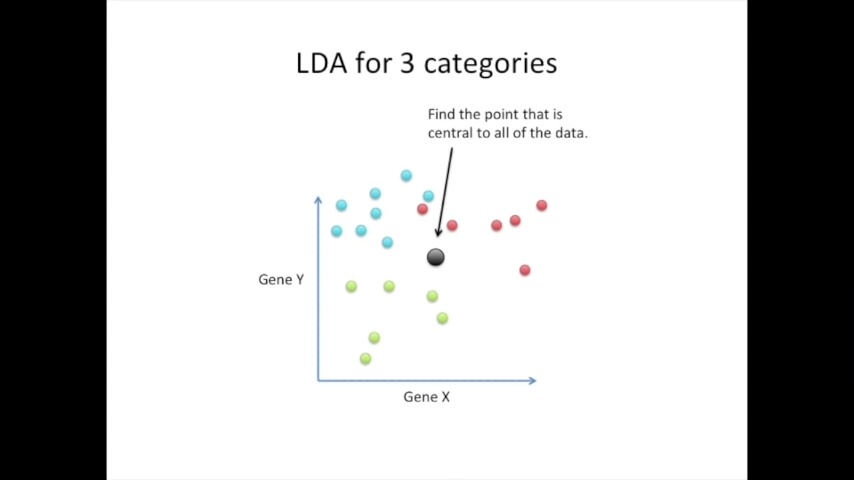 LDA for 3 categories
Find the point that is
central to all of the data.
Gene Y
Gene X